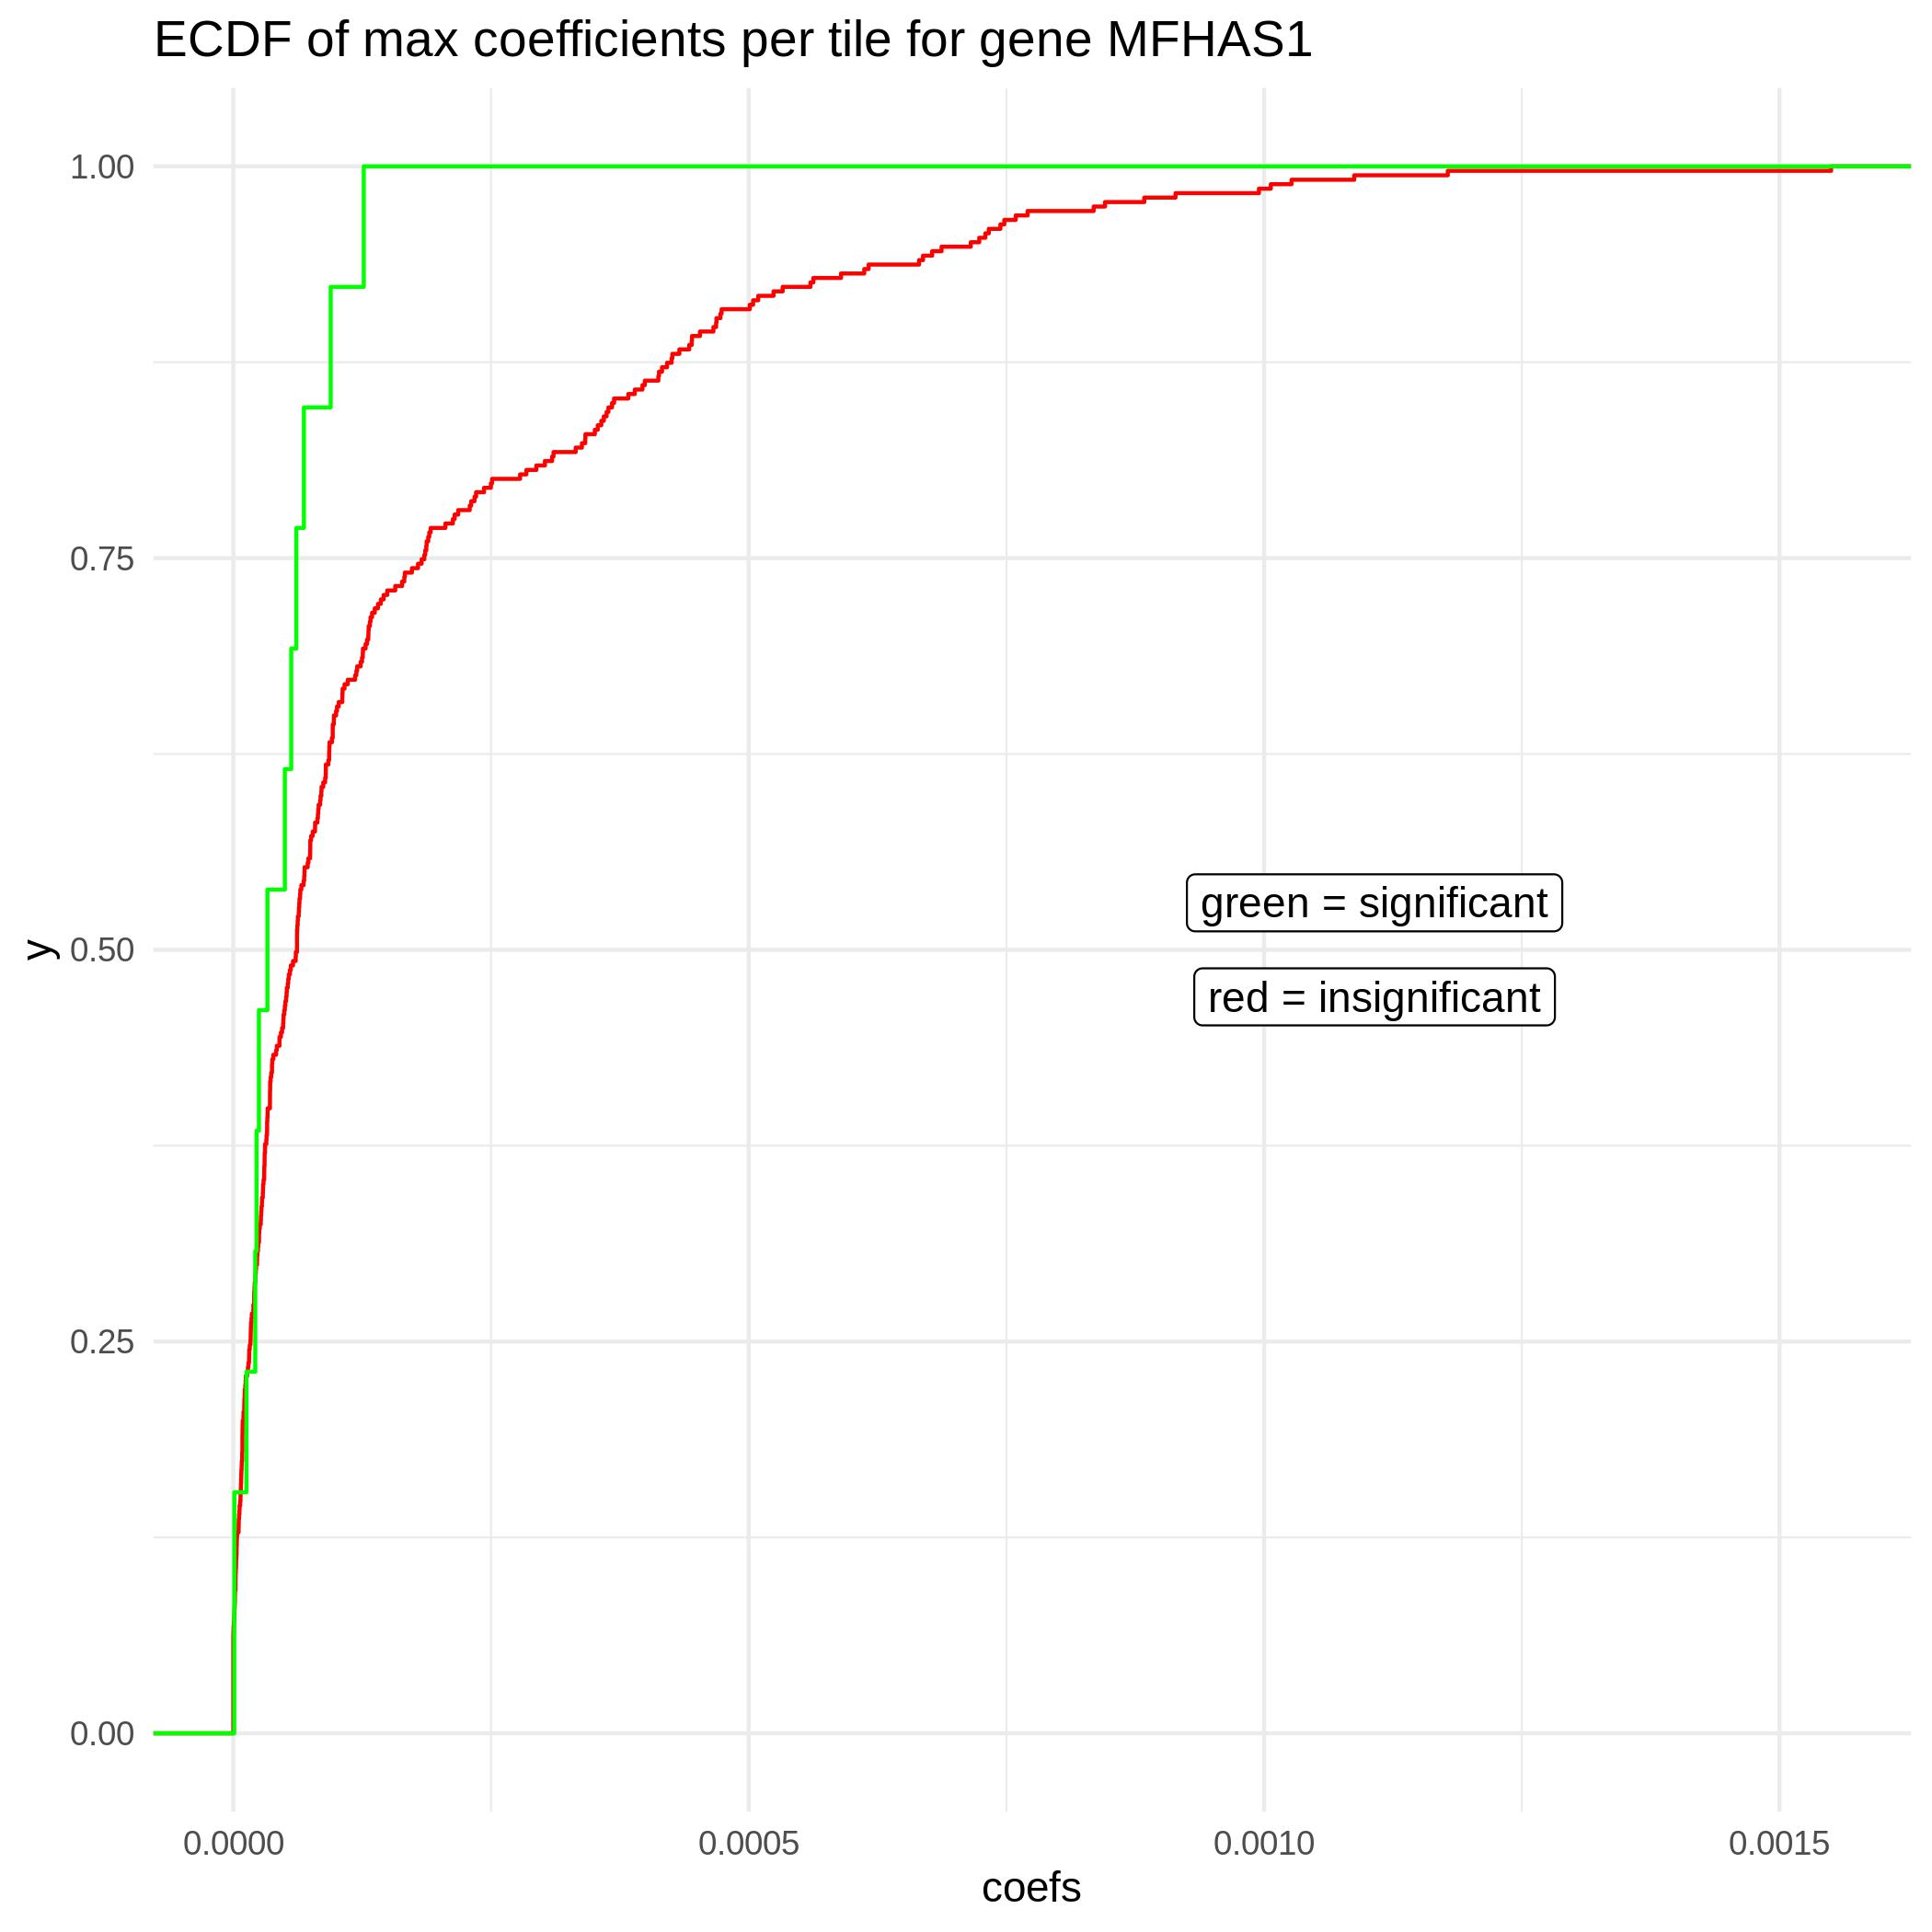 ECDF of max coefficients per tile for gene MFHAS1
1.00
0.75
0.50
0.25
0.00
y
green = significant
red = insignificant
0.0000
0.0005
0.0010
0.0015
coefs